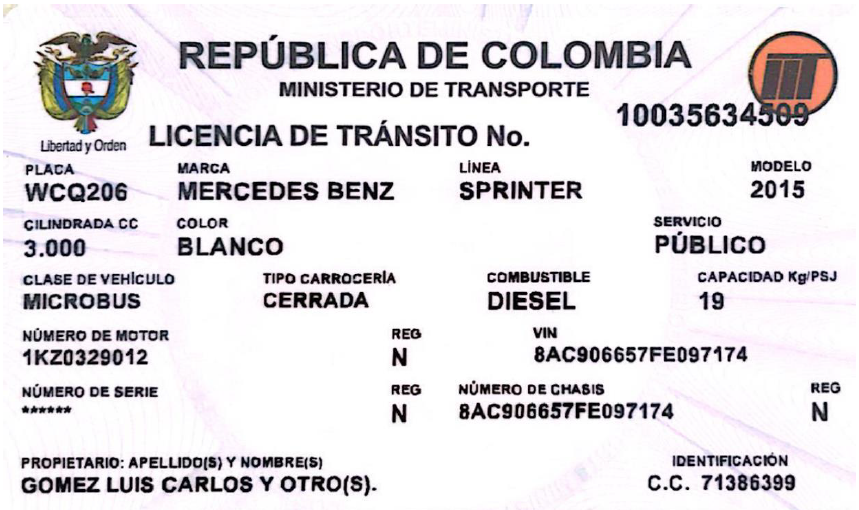 REPÚBLICA DE COLOMBIA
MINISTERIO DE TRANSPORTE
Libertad y Orden
LICENCIA DE TRÁNSITO No. 10035634509
PLACA MARCA LÍNEA MODELO
WCQ206 MERCEDES BENZ SPRINTER 2015
CILINDRADA CC COLOR SERVICIO
3.000 BLANCO PÚBLICO
CLASE DE VEHÍCULO TIPO CARROCERÍA COMBUSTIBLE CAPACIDAD Kg/PSJ
MICROBUS CERRADA DIESEL 19
NÚMERO DE MOTOR REG VIN
1KZ0329012 N 8AC906657FE097174
NÚMERO DE SERIE REG NÚMERO DE CHASIS REG
****** N 8AC906657FE097174 N
PROPIETARIO: APELLIDO(S) Y NOMBRE(S) IDENTIFICACIÓN
GOMEZ LUIS CARLOS Y OTRO(S). C.C. 71386399